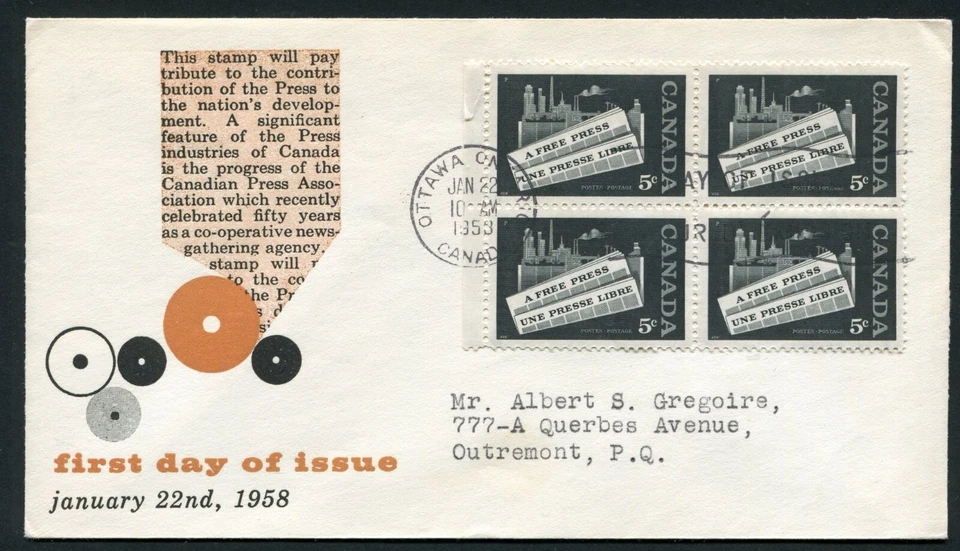 This stamp will pay
tribute to the contri-
bution of the Press to
the nation's develop-
ment. A significant
feature of the Press
industries of Canada
is the progress of the
Canadian Press Asso-
ciation which recently
celebrated fifty years
as a co-operative news-
gathering agency.
stamp will
to the co
the Pr
first day of issue
january 22nd, 1958
OTTAWA ONTARIO
JAN 22
10 AM
1958
CANADA
A FREE PRESS
UNE PRESSE LIBRE
POSTES · POSTAGE
5c
CANADA
A FREE PRESS
UNE PRESSE LIBRE
POSTES · POSTAGE
5c
CANADA
A FREE PRESS
UNE PRESSE LIBRE
POSTES · POSTAGE
5c
CANADA
A FREE PRESS
UNE PRESSE LIBRE
POSTES · POSTAGE
5c
CANADA
Mr. Albert S. Gregoire,
777-A Querbes Avenue,
Outremont, P.Q.